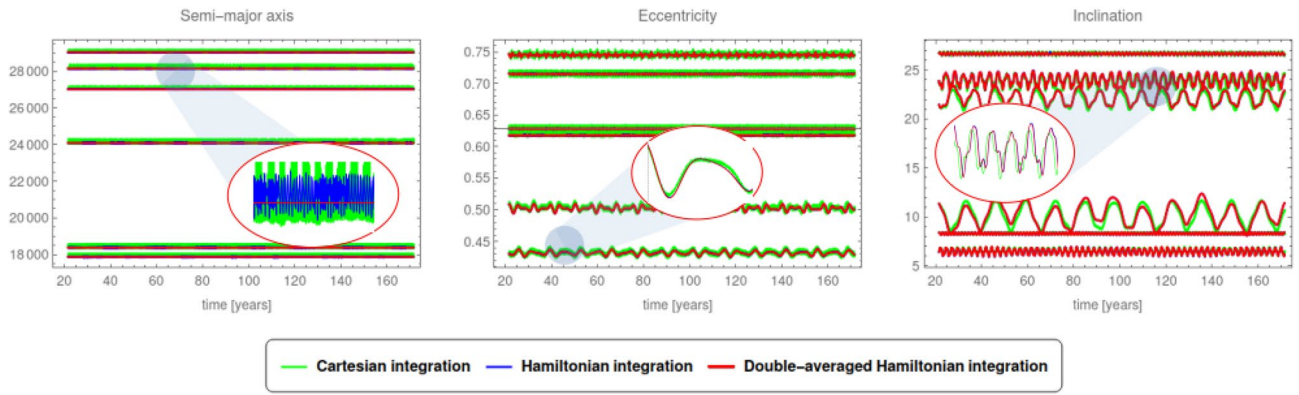 Semi-major axis
Eccentricity
Inclination
28 000
26 000
24 000
22 000
20 000
18 000
20 40 60 80 100 120 140 160
time [years]
0.75
0.70
0.65
0.60
0.55
0.50
0.45
20 40 60 80 100 120 140 160
time [years]
25
20
15
10
5
20 40 60 80 100 120 140 160
time [years]
Cartesian integration
Hamiltonian integration
Double-averaged Hamiltonian integration